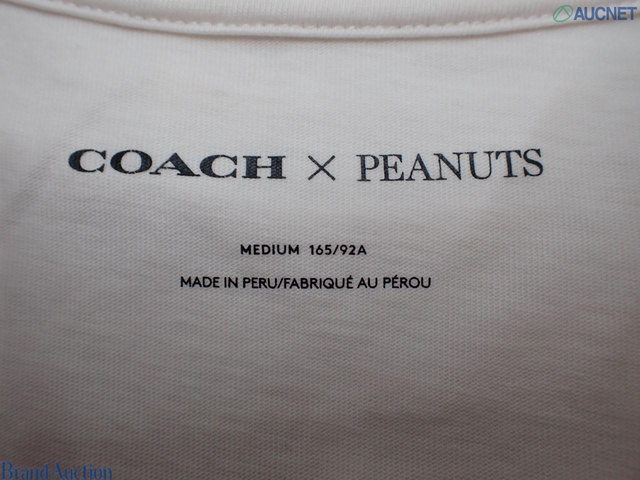 AUCNET
COACH × PEANUTS
MEDIUM 165/92A
MADE IN PERU/FABRIQUÉ AU PÉROU
Brand Auction